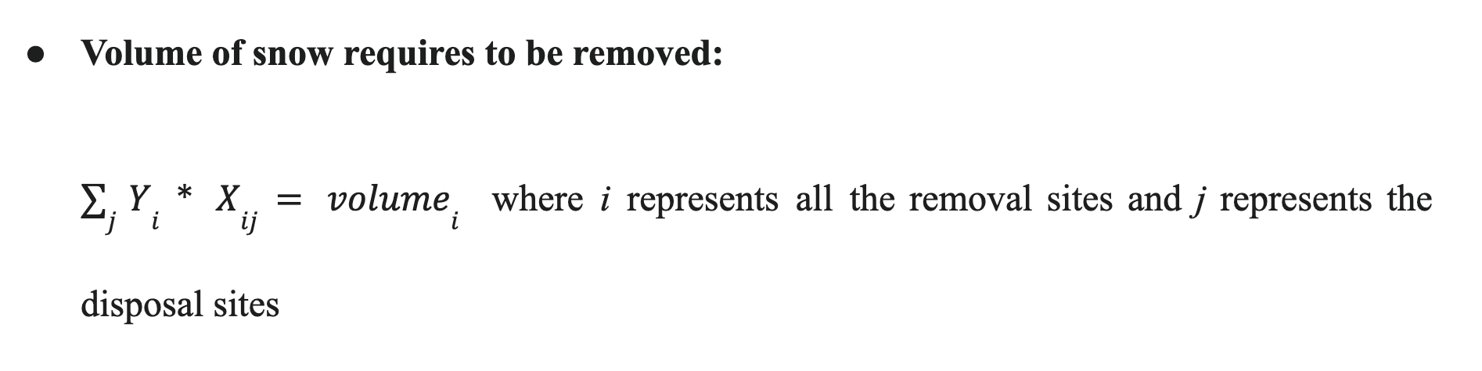 ● Volume of snow requires to be removed:
∑j Yi * Xij = volumei where i represents all the removal sites and j represents the
disposal sites